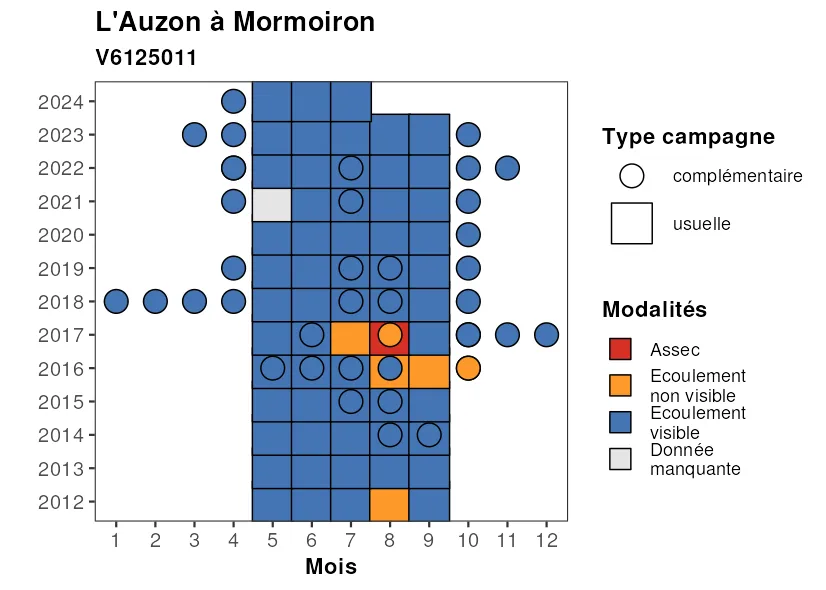 L'Auzon à Mormoiron
V6125011
2024
2023
2022
2021
2020
2019
2018
2017
2016
2015
2014
2013
2012
1 2 3 4 5 6 7 8 9 10 11 12
Mois
Type campagne
complémentaire
usuelle
Modalités
Assec
Ecoulement
non visible
Ecoulement
visible
Donnée
manquante